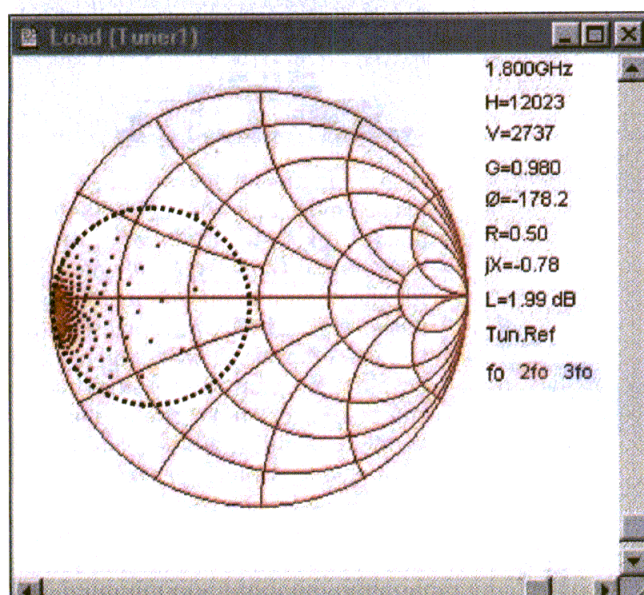 Load (Tuner1)
1.800GHz
H=12023
V=2737
G=0.980
Ø=-178.2
R=0.50
jX=-0.78
L=1.99 dB
Tun.Ref
fo 2fo 3fo